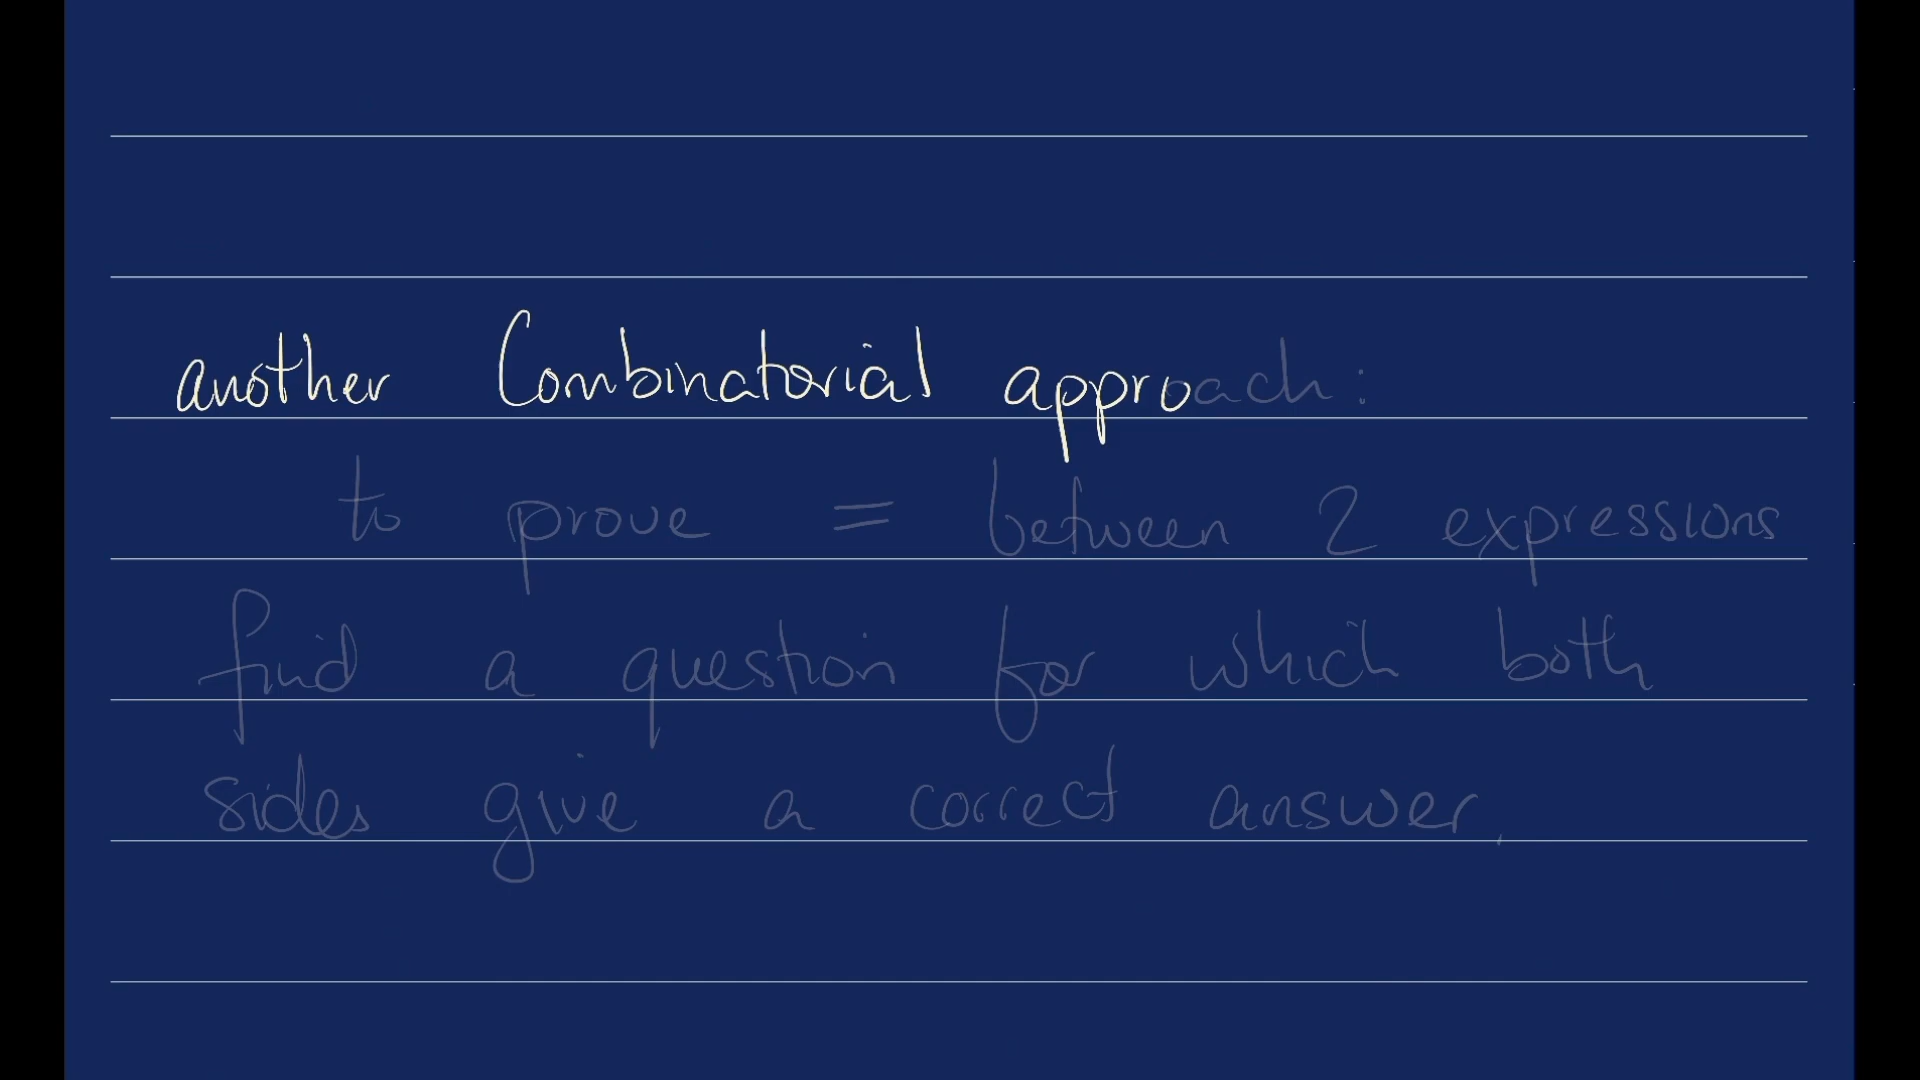 another Combinatorial approach:
to prove = between 2 expressions
find a question for which both
sides give a correct answer.